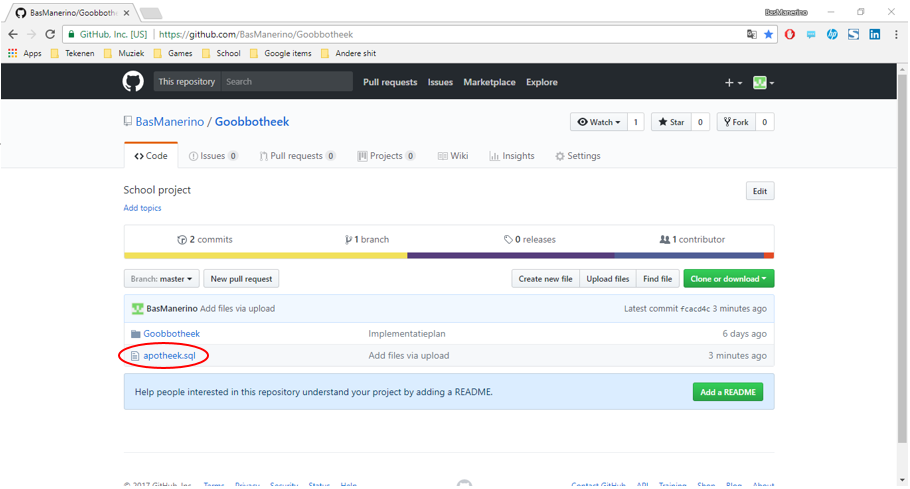 BasManerino/Goobboth
BasManerino
GitHub, Inc. [US] https://github.com/BasManerino/Goobbotheek
Apps Tekenen Muziek Games School Google items Andere shit
This repository Search Pull requests Issues Marketplace Explore
BasManerino / Goobbotheek
Watch 1 Star 0 Fork 0
Code Issues 0 Pull requests 0 Projects 0 Wiki Insights Settings
School project
Edit
Add topics
2 commits 1 branch 0 releases 1 contributor
Branch: master New pull request Create new file Upload files Find file Clone or download
BasManerino Add files via upload Latest commit fcacd4c 3 minutes ago
Goobbotheek Implementatieplan 6 days ago
apotheek.sql Add files via upload 3 minutes ago
Help people interested in this repository understand your project by adding a README. Add a README
© 2017 GitHub, Inc. Terms Privacy Security Status Help Contact GitHub API Training Shop Blog About